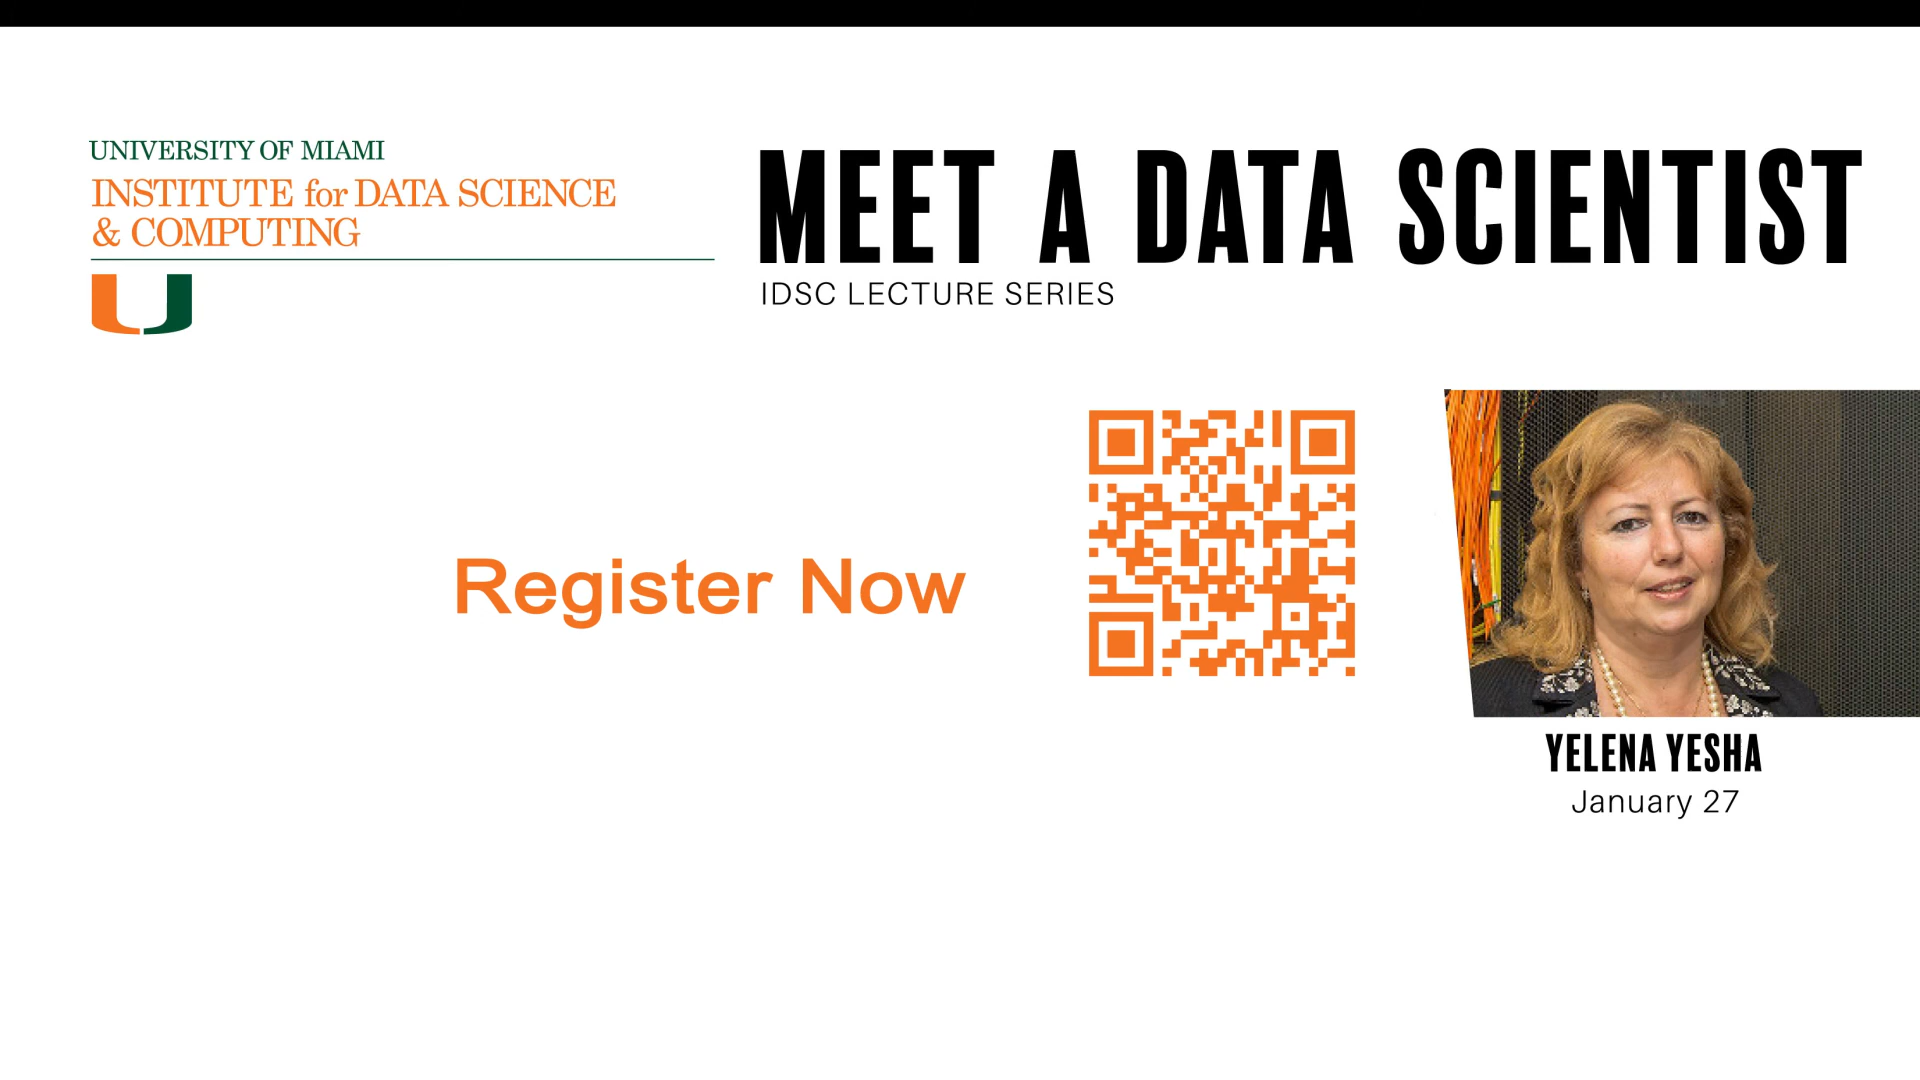 UNIVERSITY OF MIAMI
INSTITUTE for DATA SCIENCE
& COMPUTING
MEET A DATA SCIENTIST
IDSC LECTURE SERIES
Register Now
YELENA YESHA
January 27